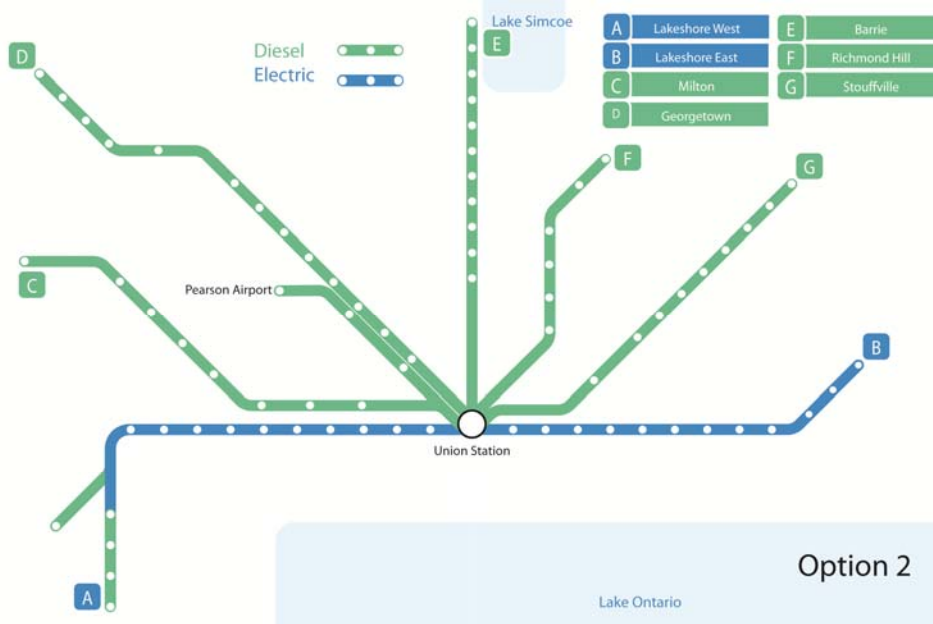 Lake Simcoe
A Lakeshore West
E Barrie
B Lakeshore East
F Richmond Hill
C Milton
G Stouffville
D Georgetown
Diesel
Electric
D
E
F
G
C
Pearson Airport
B
Union Station
A
Option 2
Lake Ontario